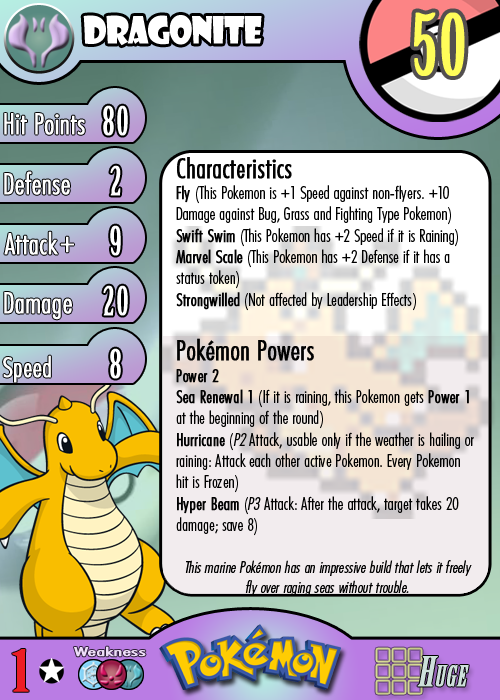 DRAGONITE
50
Hit Points 80
Defense 2
Attack+ 9
Damage 20
Speed 8
Characteristics
Fly (This Pokemon is +1 Speed against non-flyers. +10
Damage against Bug, Grass and Fighting Type Pokemon)
Swift Swim (This Pokemon has +2 Speed if it is Raining)
Marvel Scale (This Pokemon has +2 Defense if it has a
status token)
Strongwilled (Not affected by Leadership Effects)
Pokémon Powers
Power 2
Sea Renewal 1 (If it is raining, this Pokemon gets Power 1
at the beginning of the round)
Hurricane (P2 Attack, usable only if the weather is hailing or
raining: Attack each other active Pokemon. Every Pokemon
hit is Frozen)
Hyper Beam (P3 Attack: After the attack, target takes 20
damage; save 8)
This marine Pokémon has an impressive build that lets it freely
fly over raging seas without trouble.
1
Weakness
POKéMON
HUGE